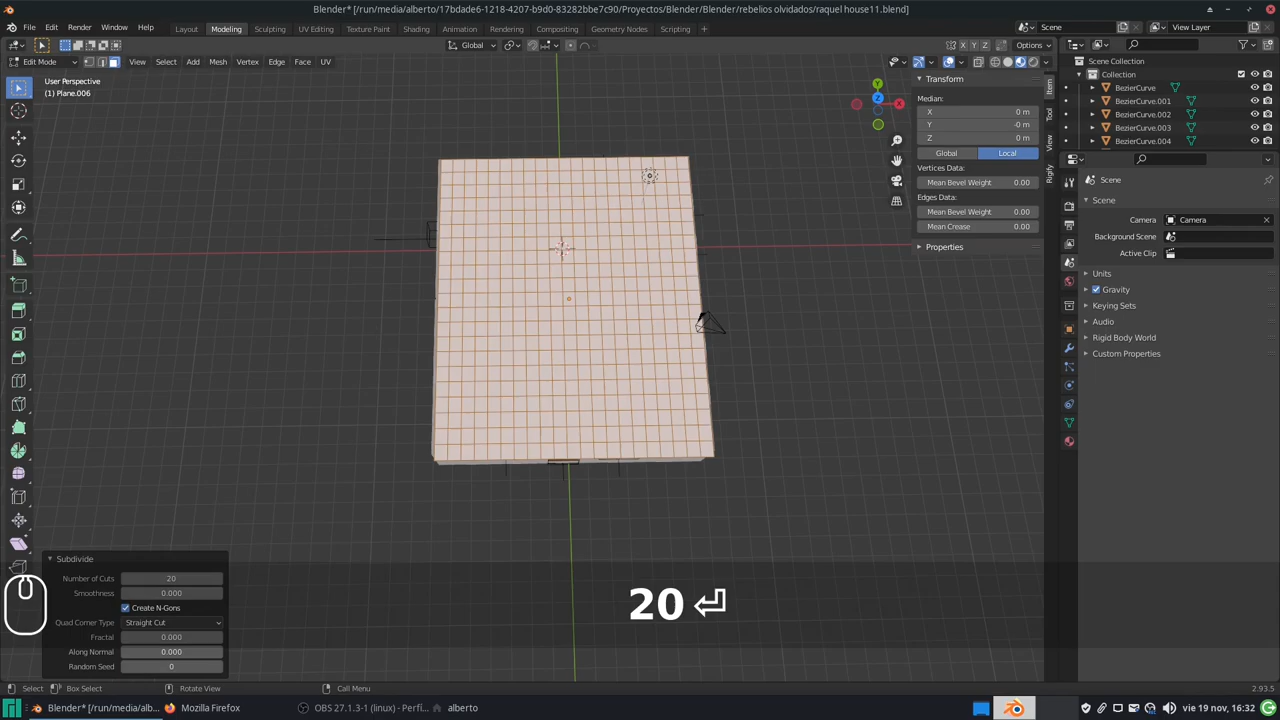 Blender* [/run/media/alberto/17bdade6-1218-4207-b9d0-83282bbe7c90/Proyectos/Blender/Blender/rebelios olvidados/raquel house11.blend]
File Edit Render Window Help Layout Modeling Sculpting UV Editing Texture Paint Shading Animation Rendering Compositing Geometry Nodes Scripting + Scene View Layer
Global X Y Z Options
Edit Mode View Select Add Mesh Vertex Edge Face UV
User Perspective
(1) Plane.006
Y
Z
X
Transform
Median:
X 0 m
Y -0 m
Z 0 m
Global Local
Vertices Data:
Mean Bevel Weight 0.00
Edges Data:
Mean Bevel Weight 0.00
Mean Crease 0.00
Properties
Item
Tool
View
Rigify
Scene Collection
Collection
BezierCurve
BezierCurve.001
BezierCurve.002
BezierCurve.003
BezierCurve.004
Scene
Scene
Camera Camera
Background Scene
Active Clip
Units
Gravity
Keying Sets
Audio
Rigid Body World
Custom Properties
Subdivide
Number of Cuts 20
Smoothness 0.000
Create N-Gons
Quad Corner Type Straight Cut
Fractal 0.000
Along Normal 0.000
Random Seed 0
20 ⏎
Select Box Select Rotate View Call Menu 2.93.5
Blender* [/run/media/alb... Mozilla Firefox OBS 27.1.3-1 (linux) - Perfi... alberto vie 19 nov, 16:32